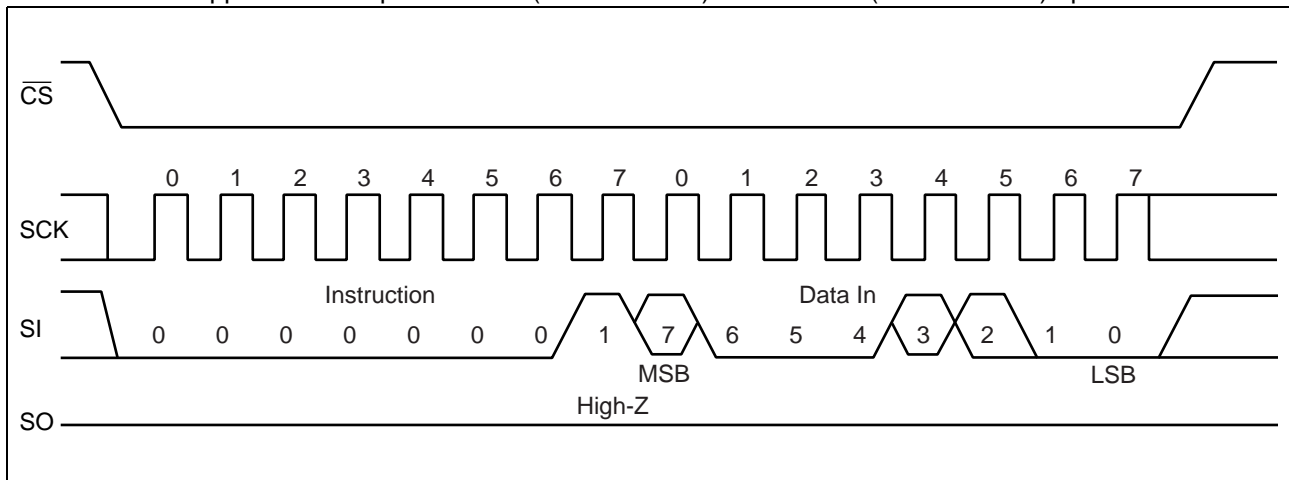 CS
0 1 2 3 4 5 6 7 0 1 2 3 4 5 6 7
SCK
Instruction Data In
SI 0 0 0 0 0 0 0 1 7 6 5 4 3 2 1 0
MSB LSB
High-Z
SO